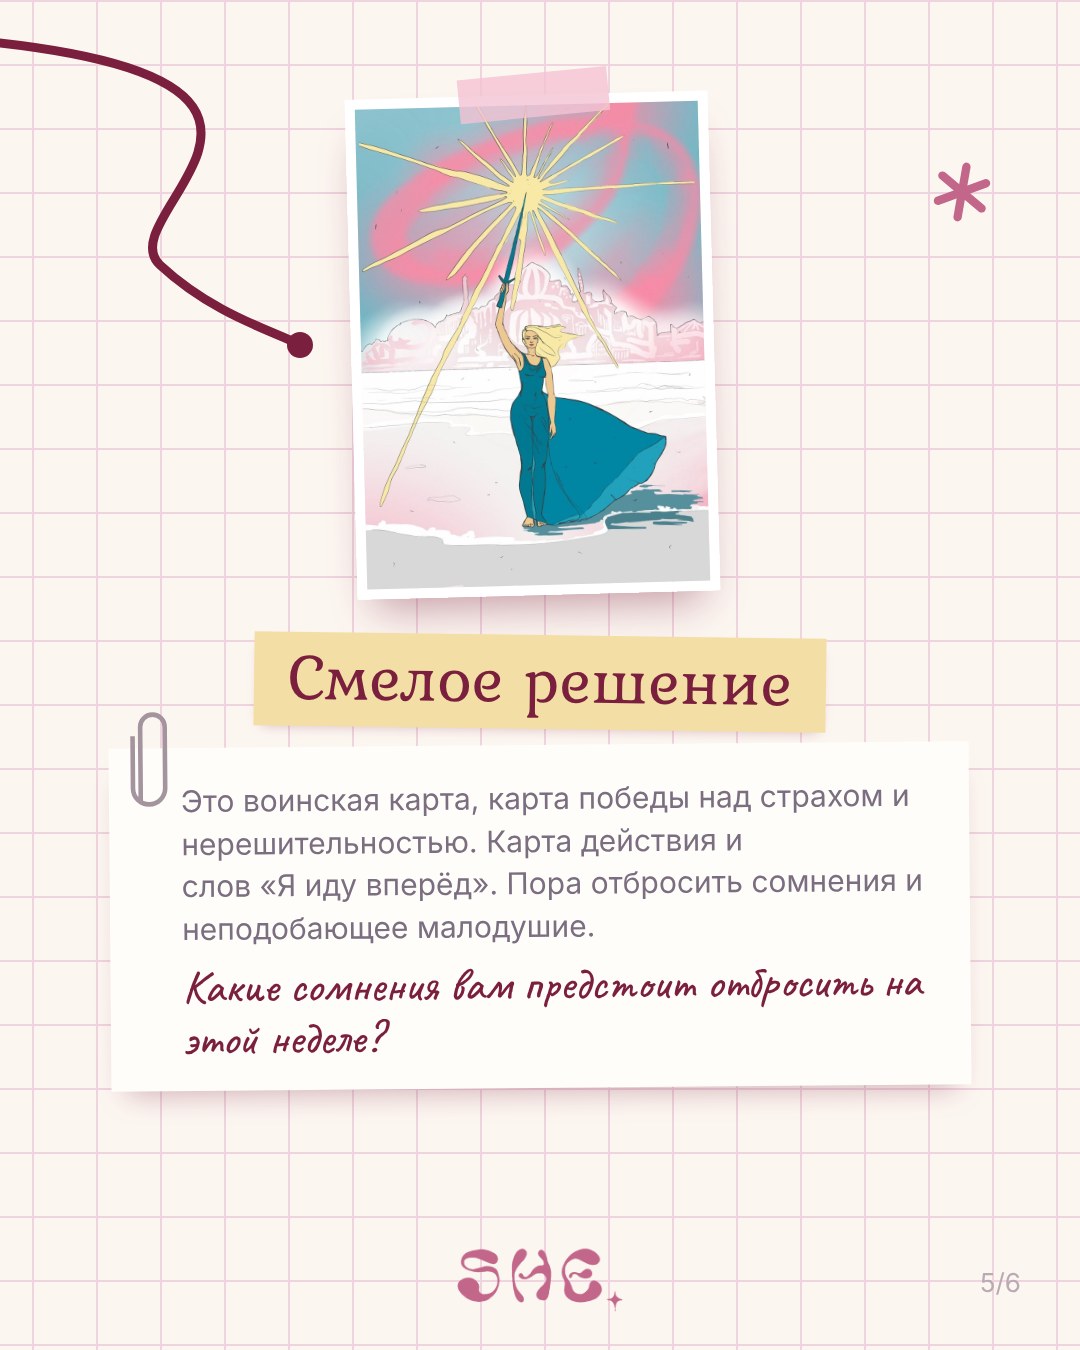 Смелое решение
Это воинская карта, карта победы над страхом и
нерешительностью. Карта действия и
слов «Я иду вперёд». Пора отбросить сомнения и
неподобающее малодушие.
Какие сомнения вам предстоит отбросить на
этой неделе?
SHE
5/6